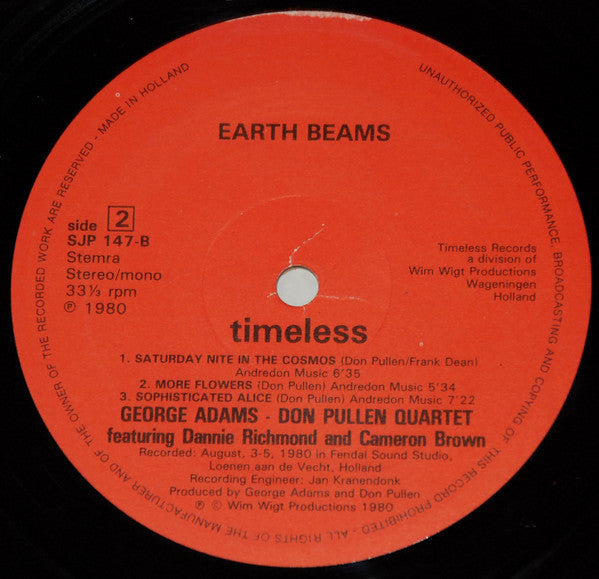 EARTH BEAMS
side 2
SJP 147-B
Stemra
Stereo/mono
33⅓ rpm
℗ 1980
Timeless Records
a division of
Wim Wigt Productions
Wageningen
Holland
timeless
1. SATURDAY NITE IN THE COSMOS (Don Pullen/Frank Dean)
Andredon Music 6'35
2. MORE FLOWERS (Don Pullen) Andredon Music 5'34
3. SOPHISTICATED ALICE (Don Pullen) Andredon Music 7'22
GEORGE ADAMS - DON PULLEN QUARTET
featuring Dannie Richmond and Cameron Brown
Recorded: August, 3-5, 1980 in Fendal Sound Studio,
Loenen aan de Vecht, Holland
Recording Engineer: Jan Kranendonk
Produced by George Adams and Don Pullen
℗ © Wim Wigt Productions 1980
UNAUTHORIZED PUBLIC PERFORMANCE, BROADCASTING AND COPYING OF THIS RECORD PROHIBITED - ALL RIGHTS OF THE MANUFACTURER AND OF THE OWNER OF THE RECORDED WORK ARE RESERVED - MADE IN HOLLAND